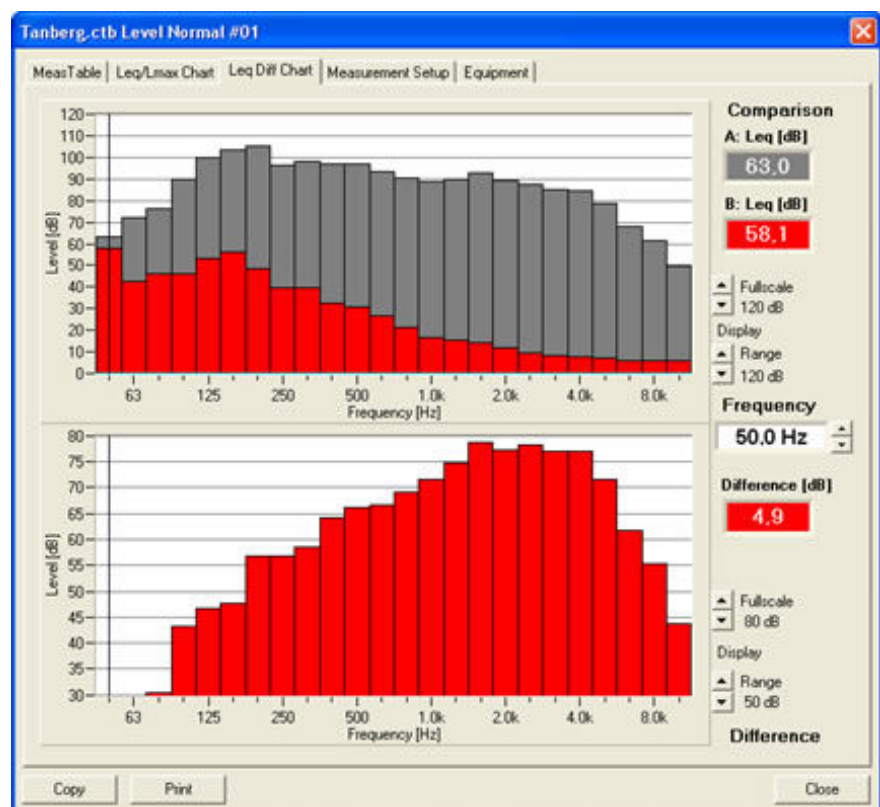 Tanberg.ctb Level Normal #01
MeasTable | Leq/Lmax Chart | Leq Diff Chart | Measurement Setup | Equipment
Comparison
A: Leq [dB]
63,0
B: Leq [dB]
58,1
Fullscale
120 dB
Display
Range
120 dB
Frequency
50,0 Hz
Difference [dB]
4,9
Fullscale
80 dB
Display
Range
50 dB
Difference
Level [dB]
120
110
100
90
80
70
60
50
40
30
20
10
0
63 125 250 500 1.0k 2.0k 4.0k 8.0k
Frequency [Hz]
Level [dB]
80
75
70
65
60
55
50
45
40
35
30
63 125 250 500 1.0k 2.0k 4.0k 8.0k
Frequency [Hz]
Copy Print Close